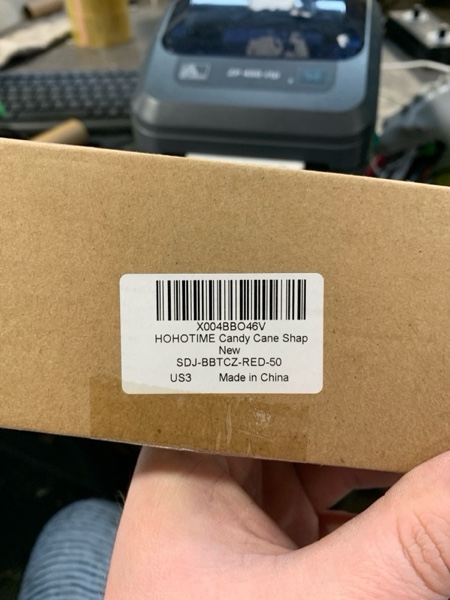 X004BBO46V
HOHOTIME Candy Cane Shap
New
SDJ-BBTCZ-RED-50
US3 Made in China